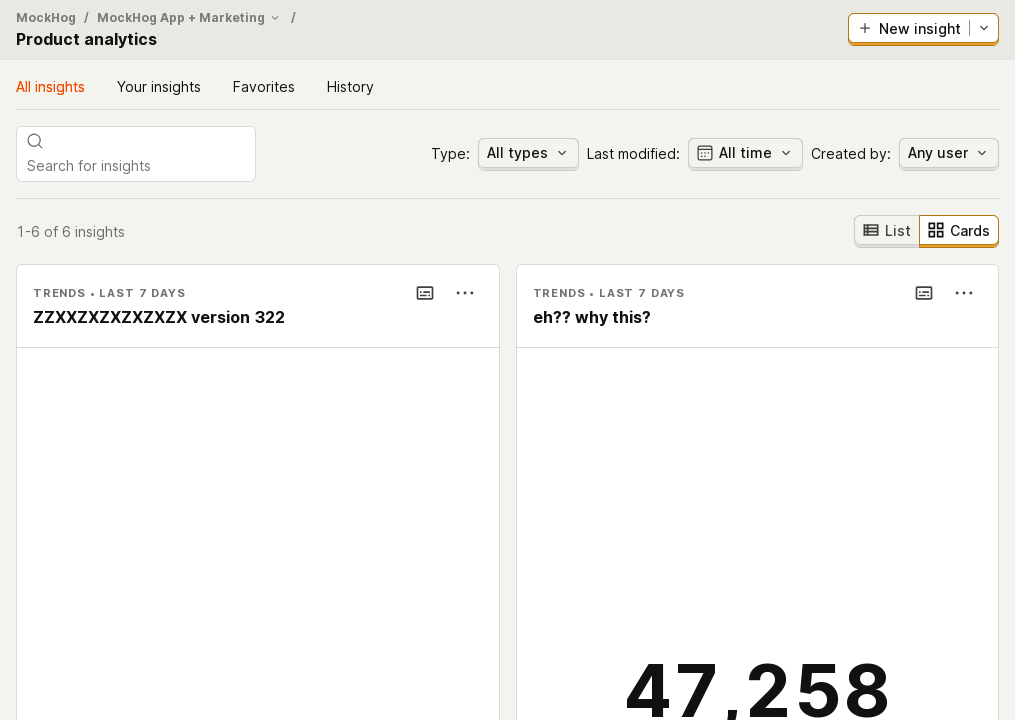 MockHog / MockHog App + Marketing /
Product analytics
New insight
All insights Your insights Favorites History
Search for insights
Type: All types Last modified: All time Created by: Any user
1-6 of 6 insights
List Cards
TRENDS • LAST 7 DAYS
ZZXXZXZXZXZXZX version 322
TRENDS • LAST 7 DAYS
eh?? why this?
47,258